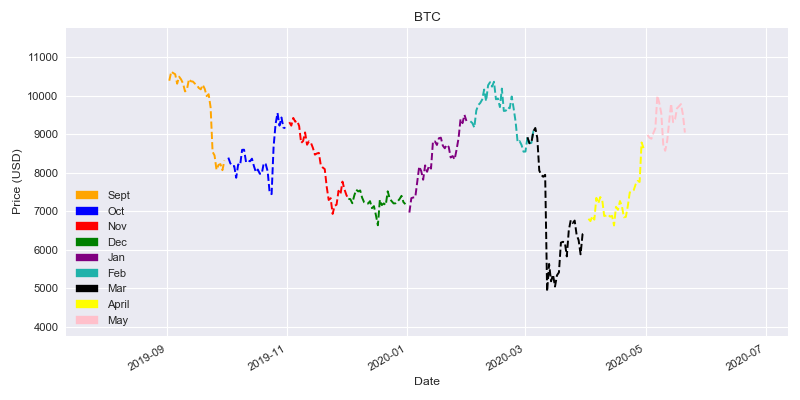 BTC
Price (USD)
11000
10000
9000
8000
7000
6000
5000
4000
Sept
Oct
Nov
Dec
Jan
Feb
Mar
April
May
2019-09
2019-11
2020-01
2020-03
2020-05
2020-07
Date